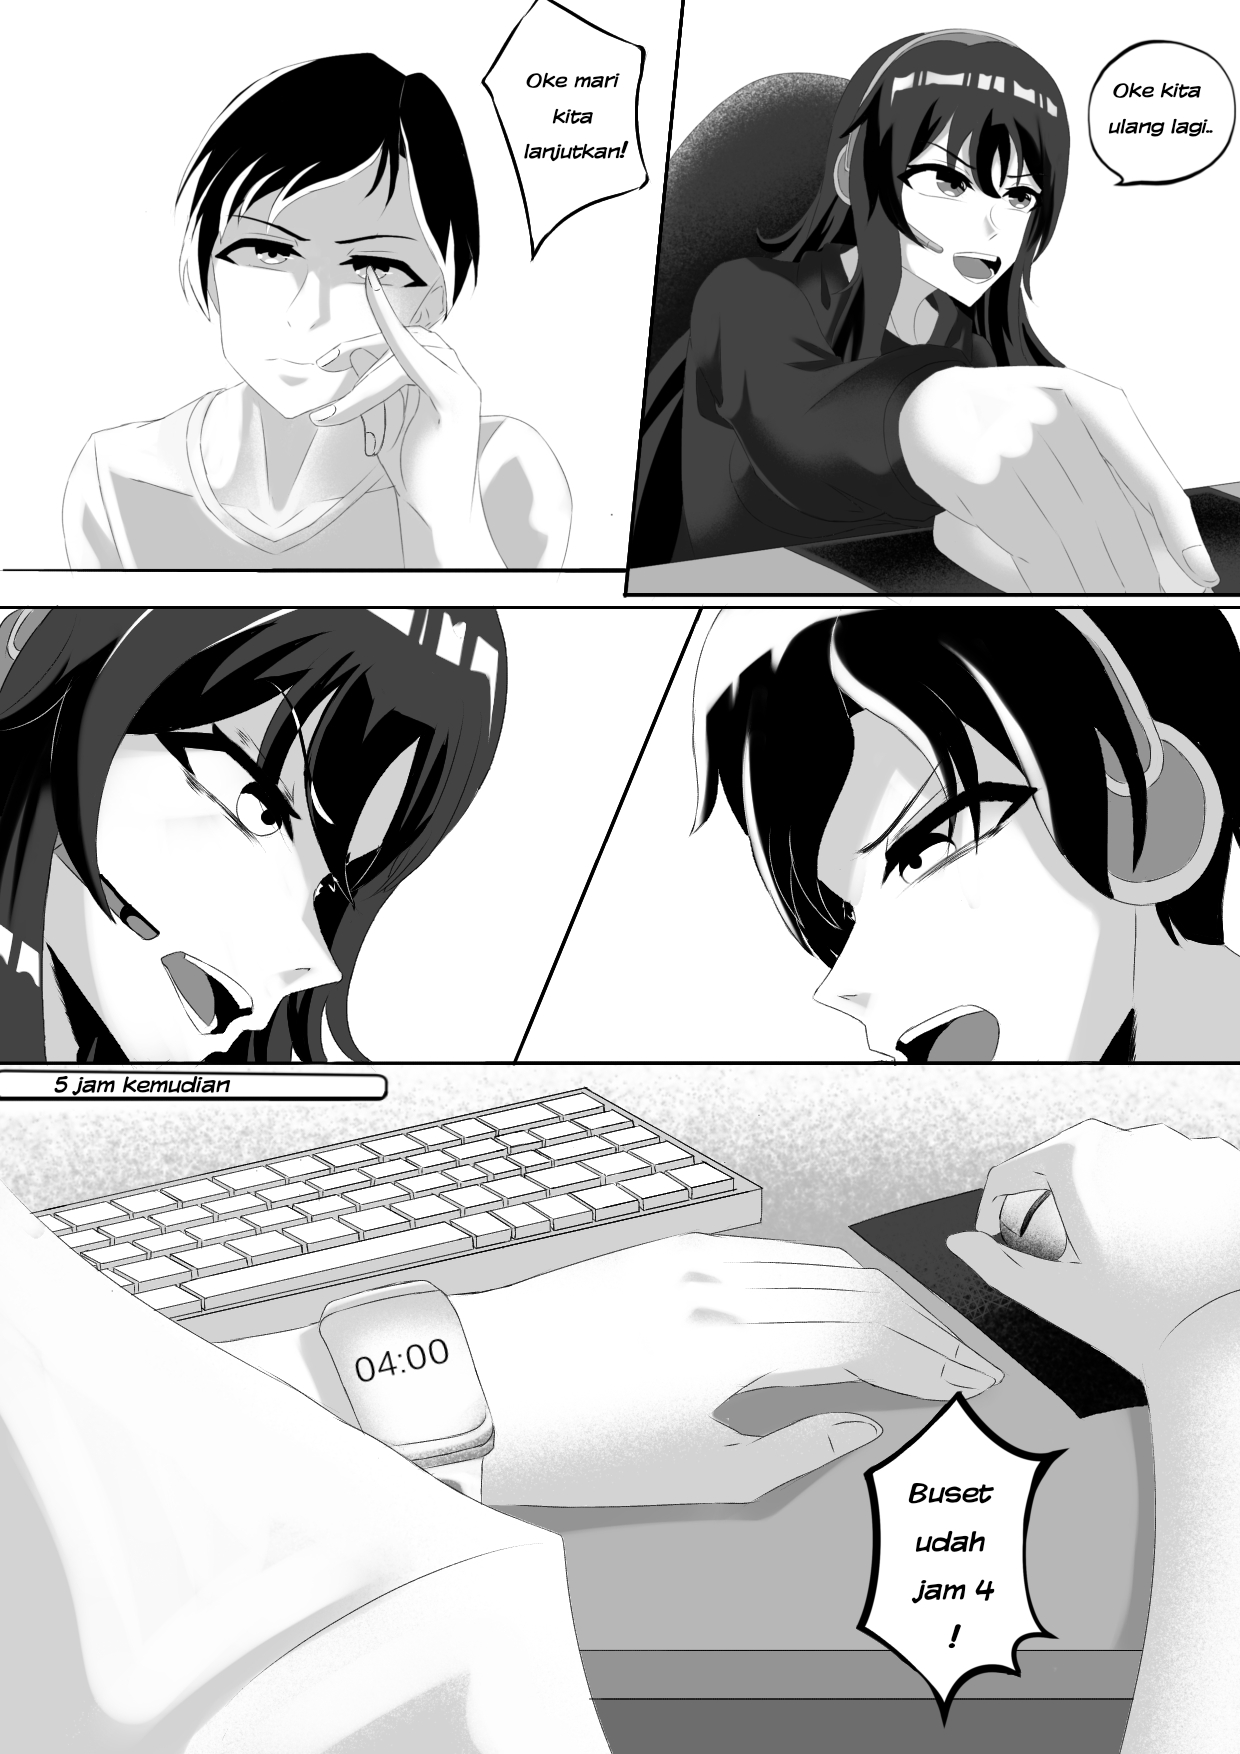 Oke mari
kita
lanjutkan!
Oke kita
ulang lagi..
5 jam kemudian
04:00
Buset
udah
jam 4
!